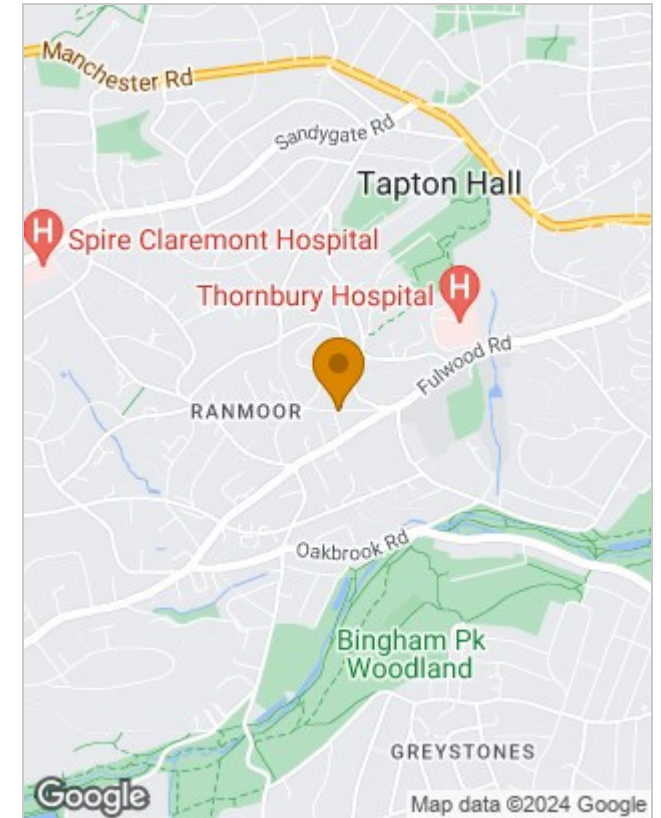 Manchester Rd
Sandygate Rd
Tapton Hall
H
Spire Claremont Hospital
Thornbury Hospital
H
Fulwood Rd
RANMOOR
Oakbrook Rd
Bingham Pk
Woodland
GREYSTONES
Google
Map data ©2024 Google